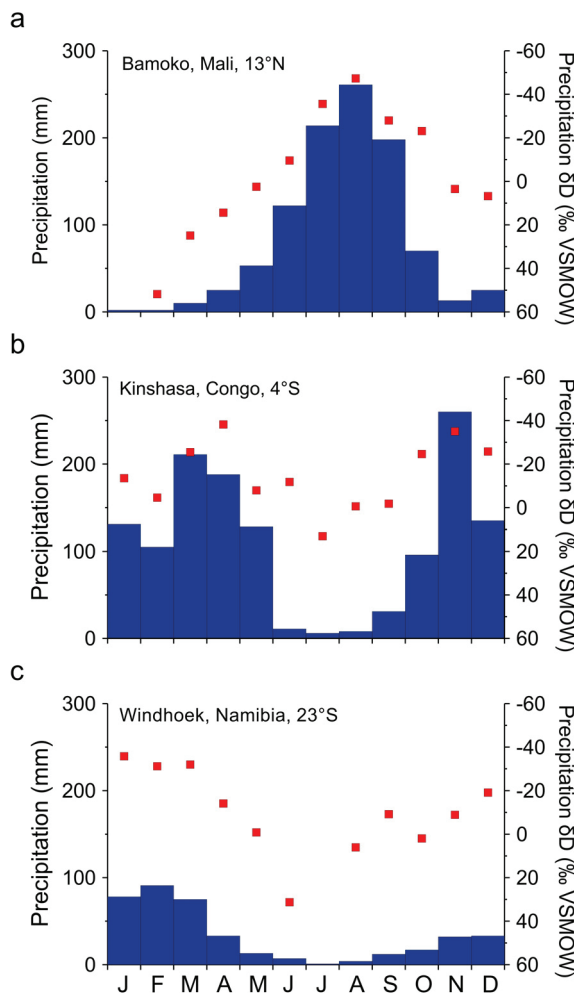 a
Bamoko, Mali, 13°N
Precipitation (mm)
300
200
100
0
-60
-40
-20
0
20
40
60
Precipitation δD (‰ VSMOW)
b
Kinshasa, Congo, 4°S
Precipitation (mm)
300
200
100
0
-60
-40
-20
0
20
40
60
Precipitation δD (‰ VSMOW)
c
Windhoek, Namibia, 23°S
Precipitation (mm)
300
200
100
0
-60
-40
-20
0
20
40
60
Precipitation δD (‰ VSMOW)
J F M A M J J A S O N D